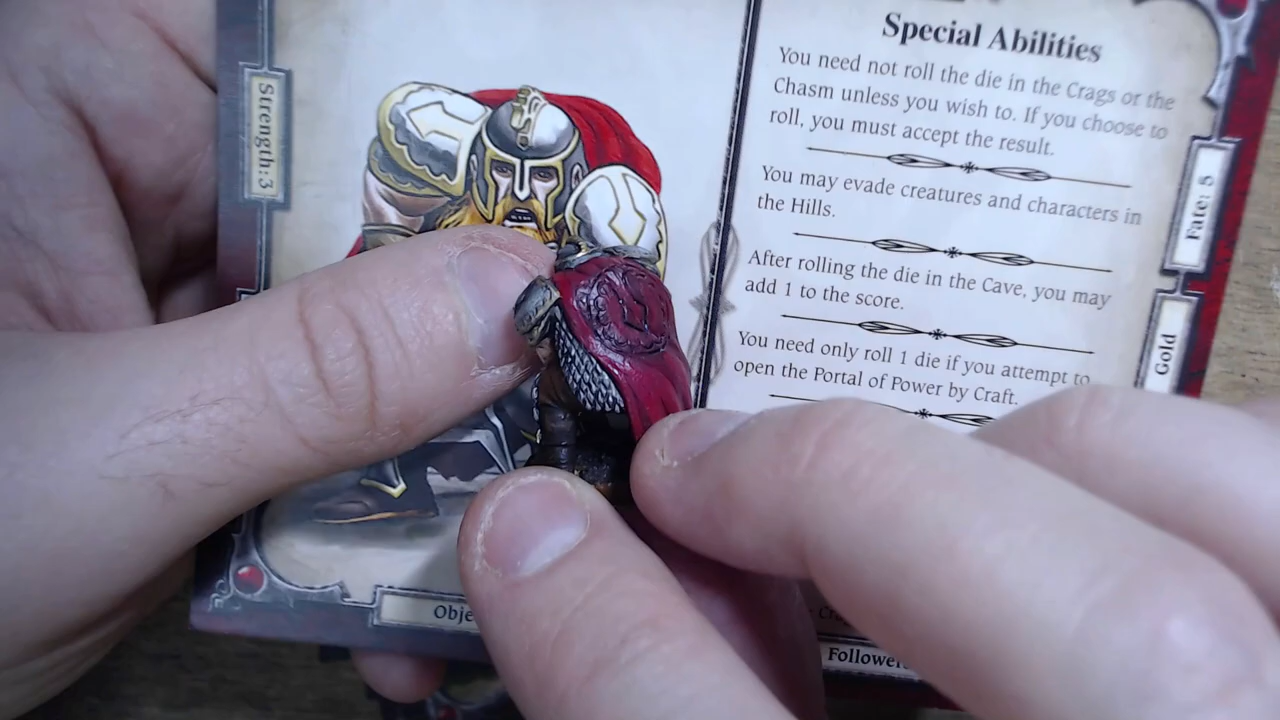 Strength: 3
Special Abilities
You need not roll the die in the Crags or the
Chasm unless you wish to. If you choose to
roll, you must accept the result.
You may evade creatures and characters in
the Hills.
After rolling the die in the Cave, you may
add 1 to the score.
You need only roll 1 die if you attempt to
open the Portal of Power by Craft.
Fate: 5
Gold
Obje
Followers